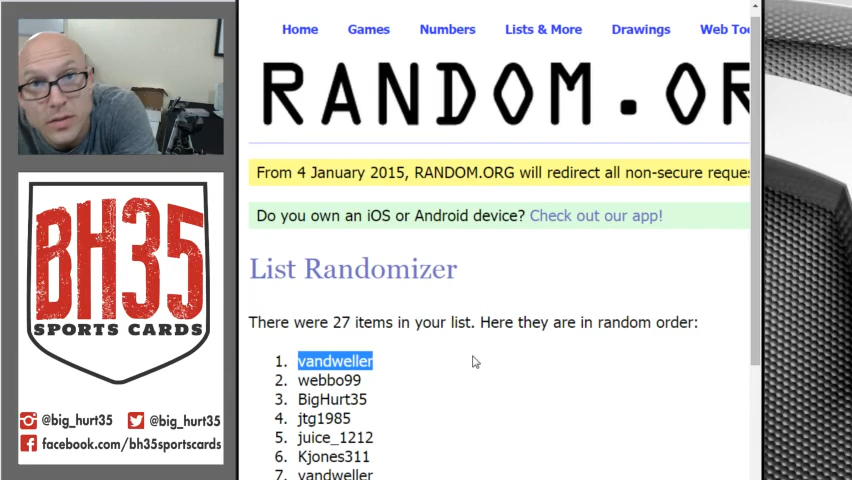 Home Games Numbers Lists & More Drawings Web Too
RANDOM.OR
From 4 January 2015, RANDOM.ORG will redirect all non-secure reques
Do you own an iOS or Android device? Check out our app!
List Randomizer
There were 27 items in your list. Here they are in random order:
1. vandweller
2. webbo99
3. BigHurt35
4. jtg1985
5. juice_1212
6. Kjones311
7. vandweller
BH35
SPORTS CARDS
@big_hurt35 @big_hurt35
facebook.com/bh35sportscards